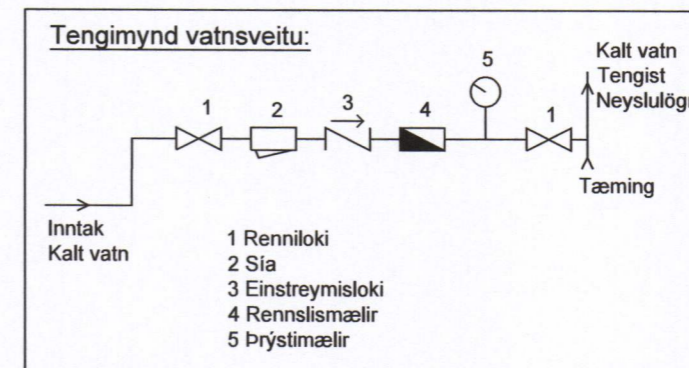 Tengimynd vatnsveitu:
Kalt vatn
Tengist
Neyslulögn
5
1 2 3 4 1
Tæming
Inntak
Kalt vatn
1 Renniloki
2 Sía
3 Einstreymisloki
4 Rennslismælir
5 Þrýstimælir